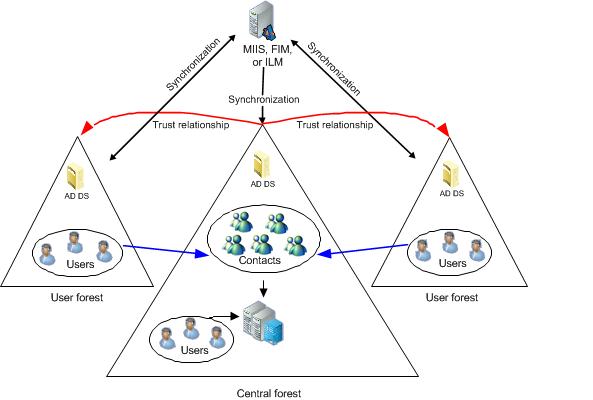 MIIS, FIM,
or ILM
Synchronization
Synchronization
Synchronization
Trust relationship
Trust relationship
AD DS
AD DS
AD DS
Users
Contacts
Users
User forest
User forest
Users
Central forest